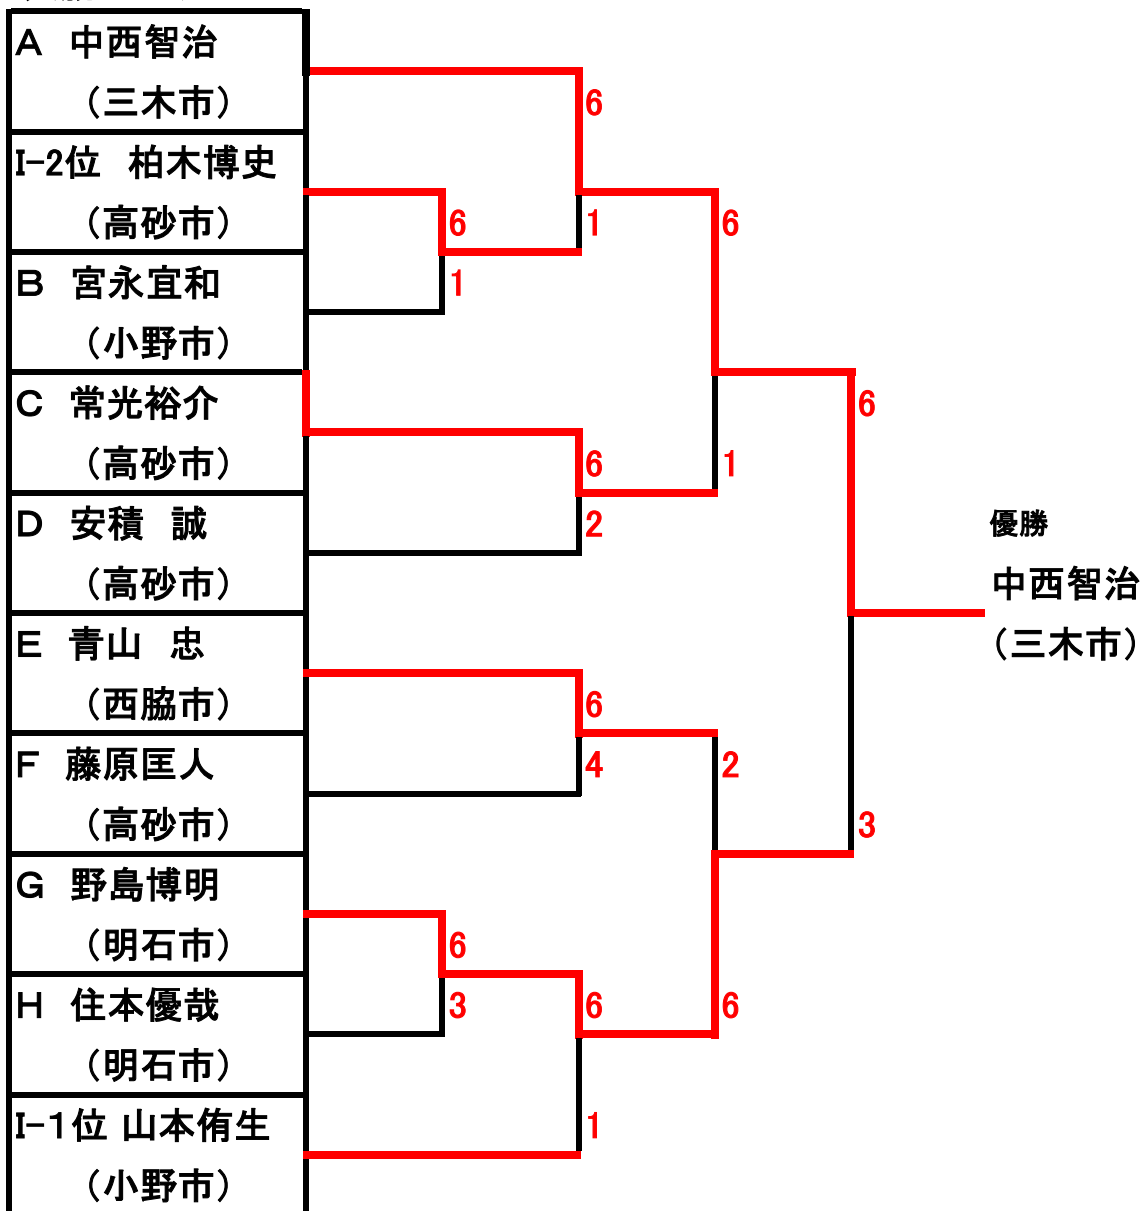 A 中西智治
（三木市）
I-2位 柏木博史
（高砂市）
B 宮永宜和
（小野市）
C 常光裕介
（高砂市）
D 安積 誠
（高砂市）
E 青山 忠
（西脇市）
F 藤原匡人
（高砂市）
G 野島博明
（明石市）
H 住本優哉
（明石市）
I-1位 山本侑生
（小野市）
6
1
6
1
6
2
6
4
6
3
6
1
6
1
2
6
6
3
優勝
中西智治
（三木市）